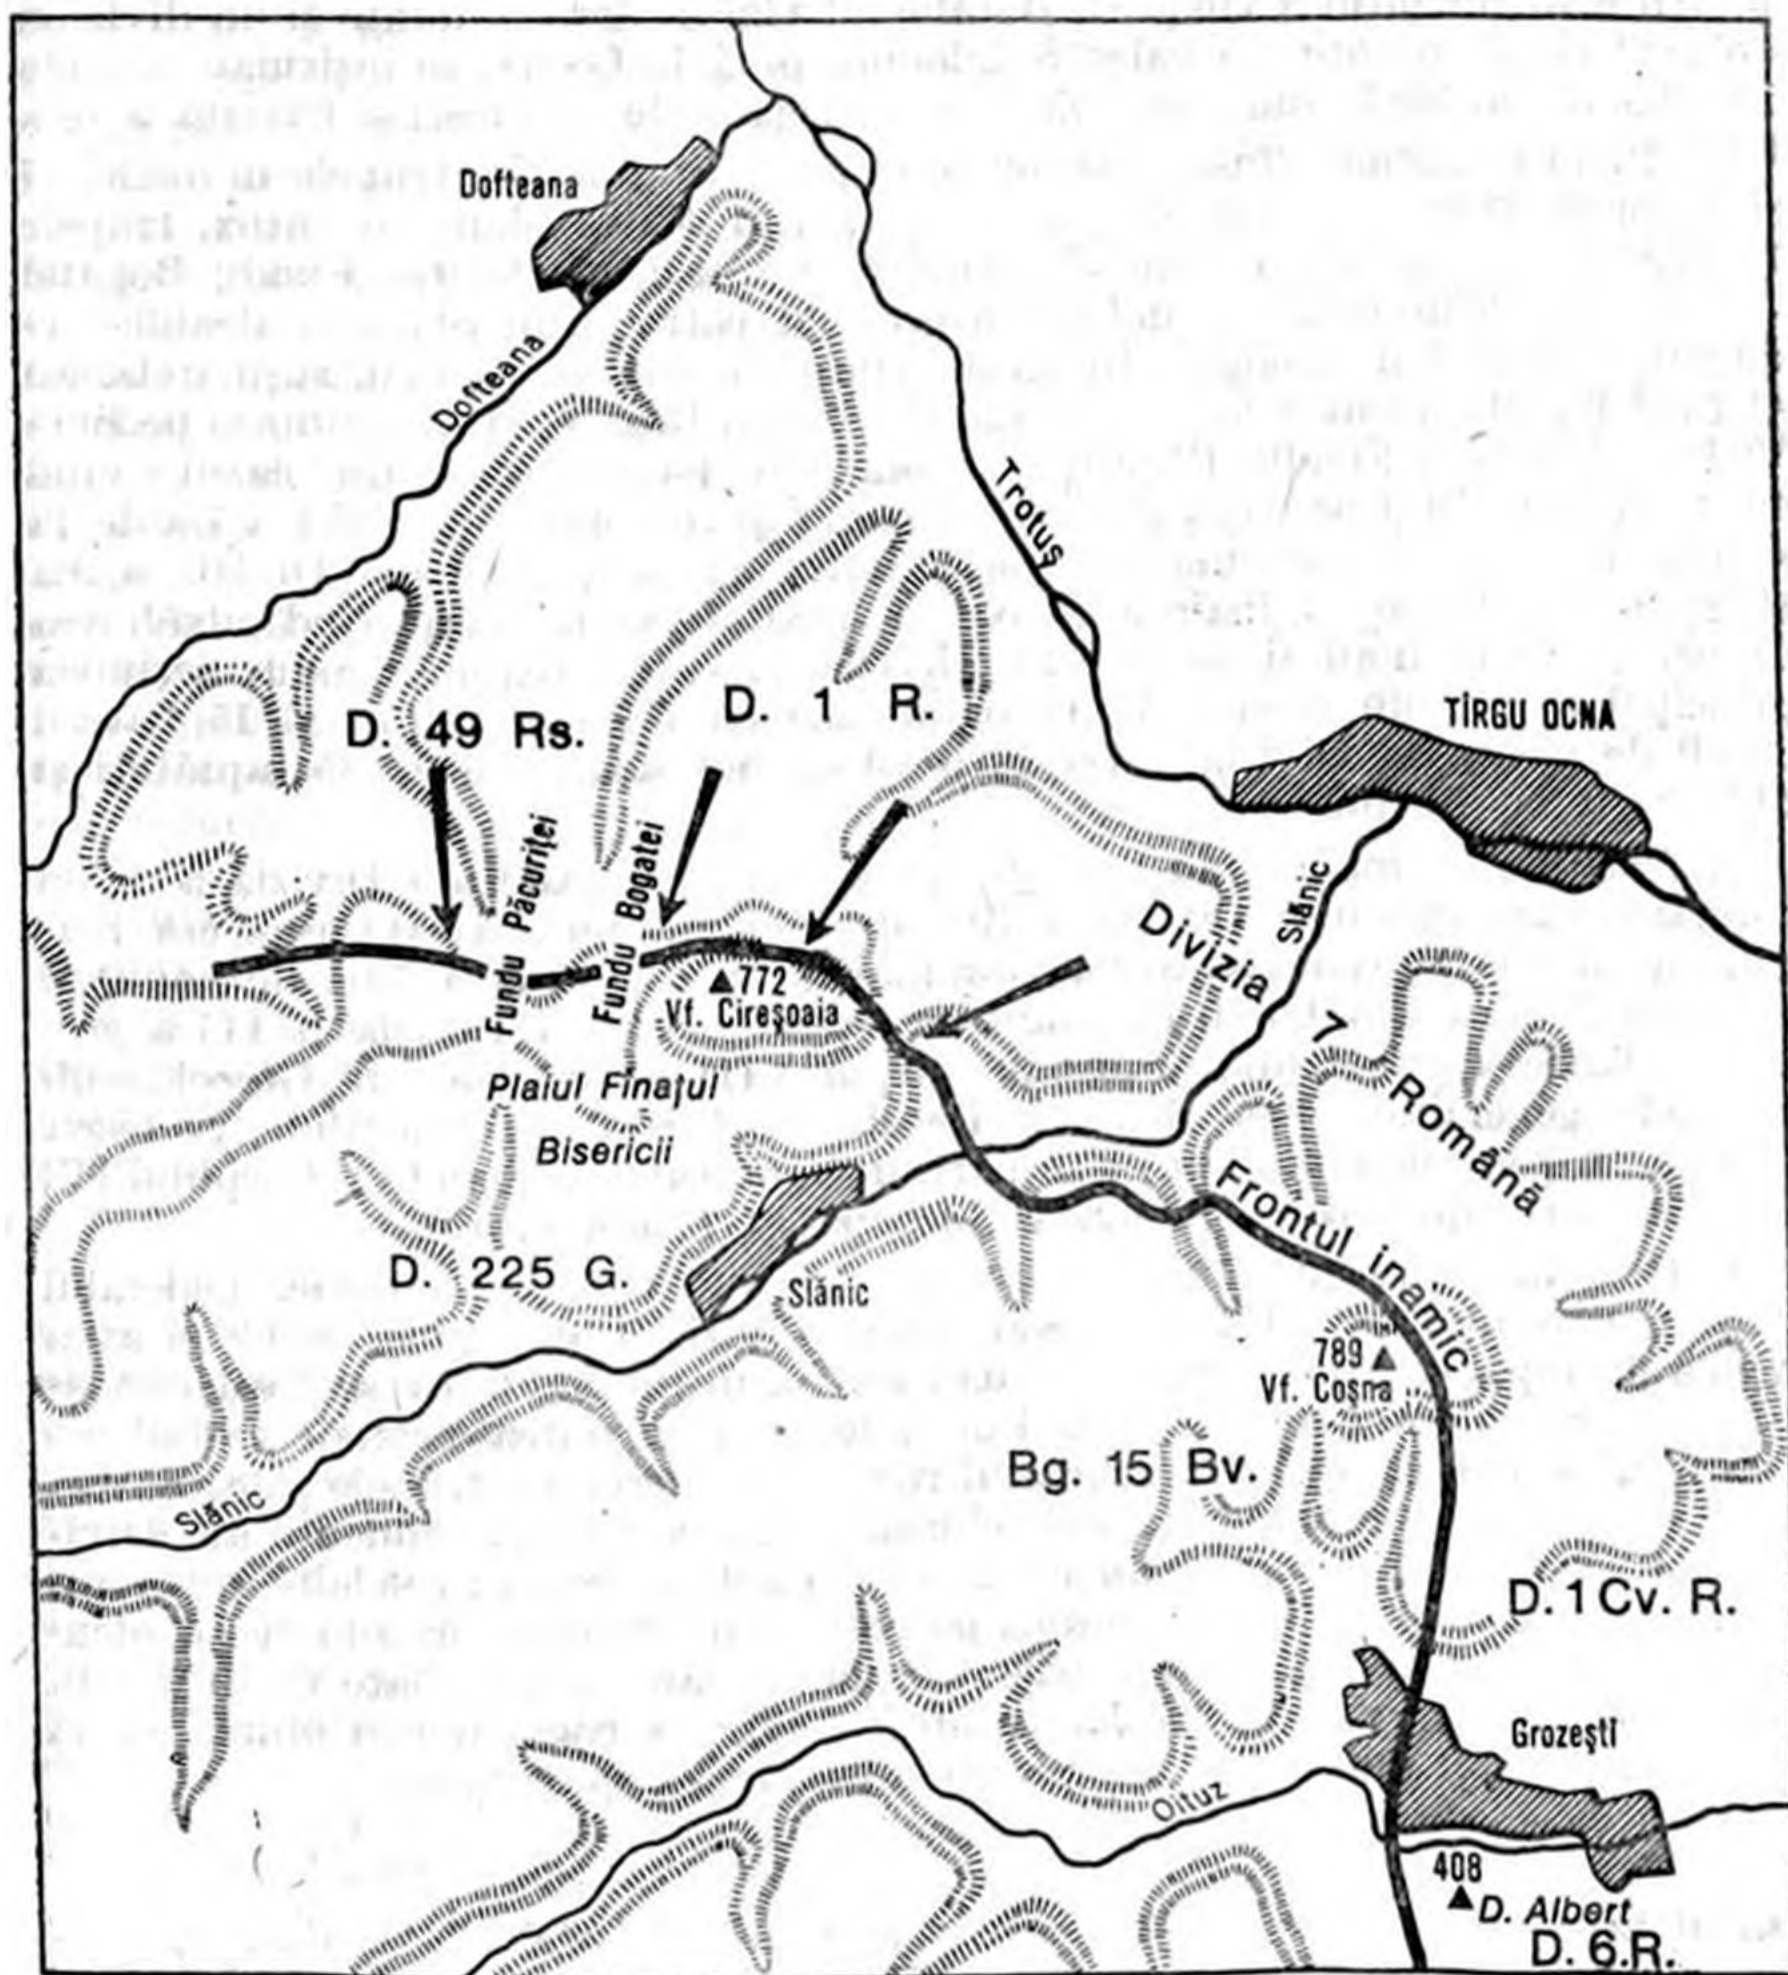 Dofteana
Dofteana
Trotuş
TÎRGU OCNA
D. 49 Rs.
D. 1 R.
Fundu Păcuriţei
Fundu Bogatei
Slănic
Divizia 7 Română
772
Vf. Cireşoaia
Plaiul Finaţul
Bisericii
Frontul inamic
D. 225 G.
Slănic
789
Vf. Coşna
Bg. 15 Bv.
Slănic
D. 1 Cv. R.
Grozeşti
Oituz
408
D. Albert
D. 6.R.